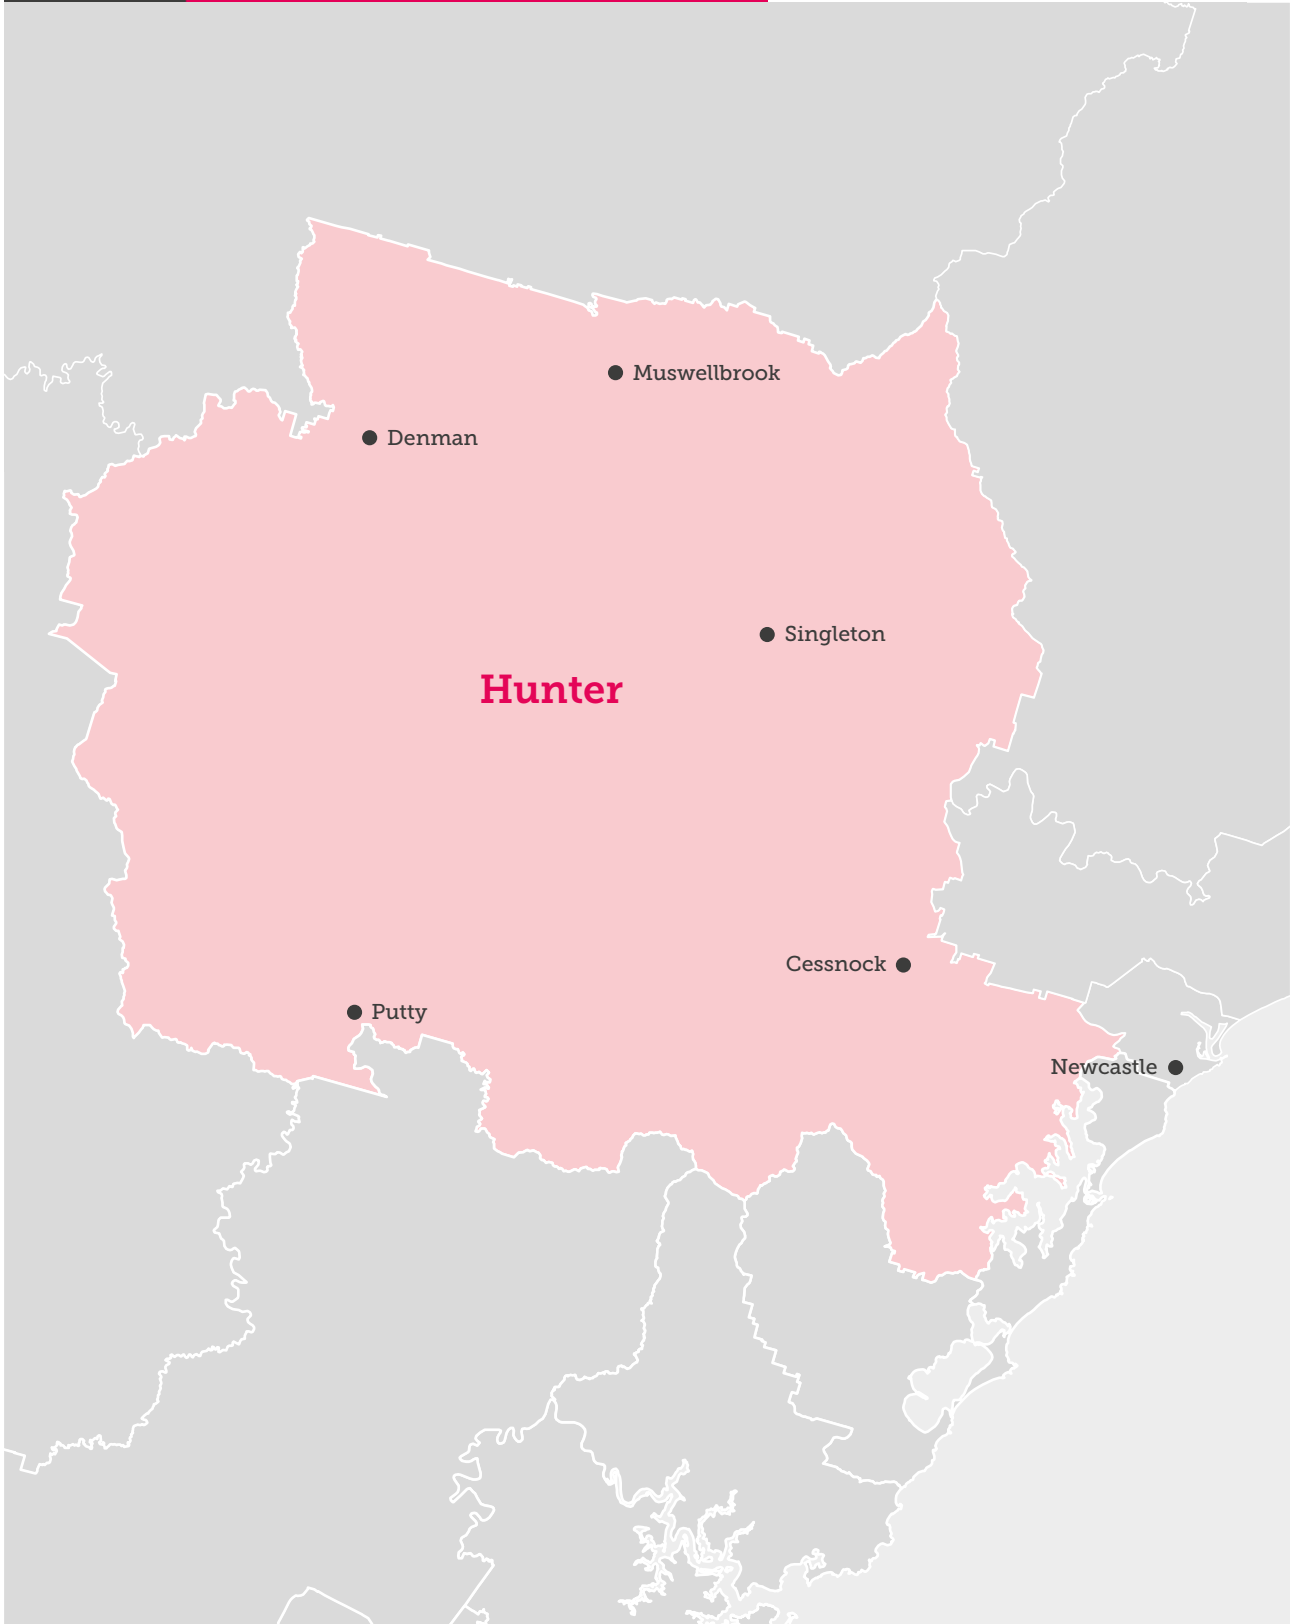 Muswellbrook
Denman
Singleton
Hunter
Cessnock
Putty
Newcastle